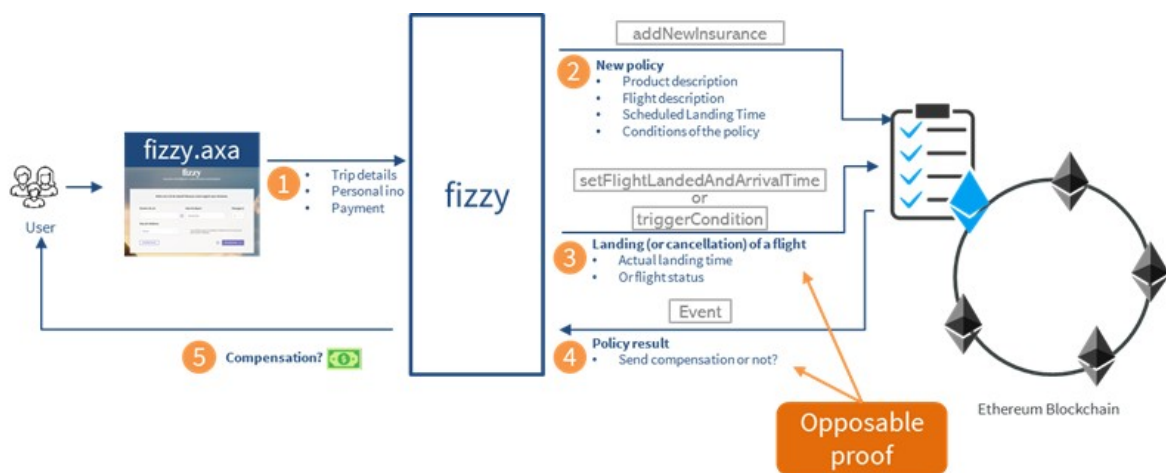 addNewInsurance
2
New policy
• Product description
• Flight description
• Scheduled Landing Time
• Conditions of the policy
fizzy.axa
fizzy
1
• Trip details
• Personal ino
• Payment
User
fizzy
setFlightLandedAndArrivalTime
or
triggerCondition
3
Landing (or cancellation) of a flight
• Actual landing time
• Or flight status
Event
4
Policy result
• Send compensation or not?
5
Compensation?
Opposable
proof
Ethereum Blockchain